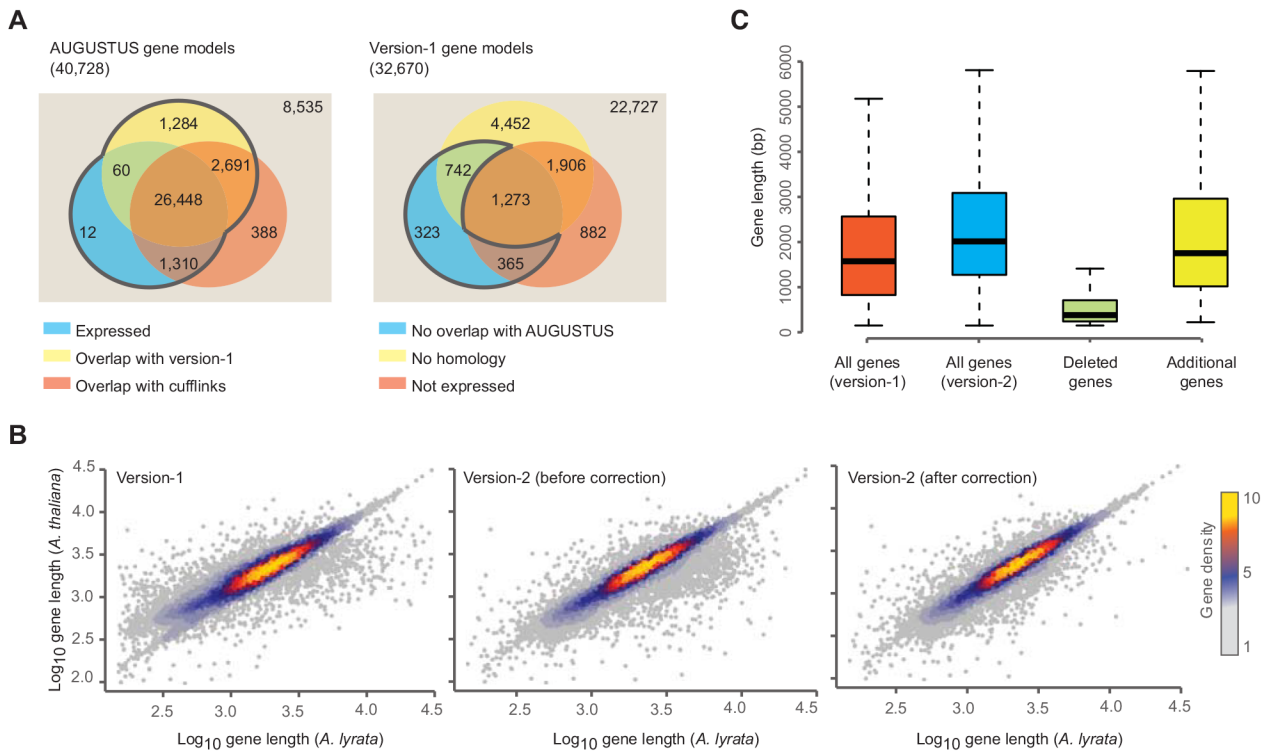 A
AUGUSTUS gene models
(40,728)
8,535
1,284
60
2,691
26,448
12
388
1,310
Expressed
Overlap with version-1
Overlap with cufflinks
Version-1 gene models
(32,670)
22,727
4,452
742
1,906
1,273
323
882
365
No overlap with AUGUSTUS
No homology
Not expressed
C
Gene length (bp)
6000
5000
4000
3000
2000
1000
0
All genes
(version-1)
All genes
(version-2)
Deleted
genes
Additional
genes
B
Log10 gene length (A. thaliana)
4.5
4.0
3.5
3.0
2.5
2.0
Version-1
2.5 3.0 3.5 4.0 4.5
Log10 gene length (A. lyrata)
Version-2 (before correction)
2.5 3.0 3.5 4.0 4.5
Log10 gene length (A. lyrata)
Version-2 (after correction)
2.5 3.0 3.5 4.0 4.5
Log10 gene length (A. lyrata)
Gene density
10
5
1